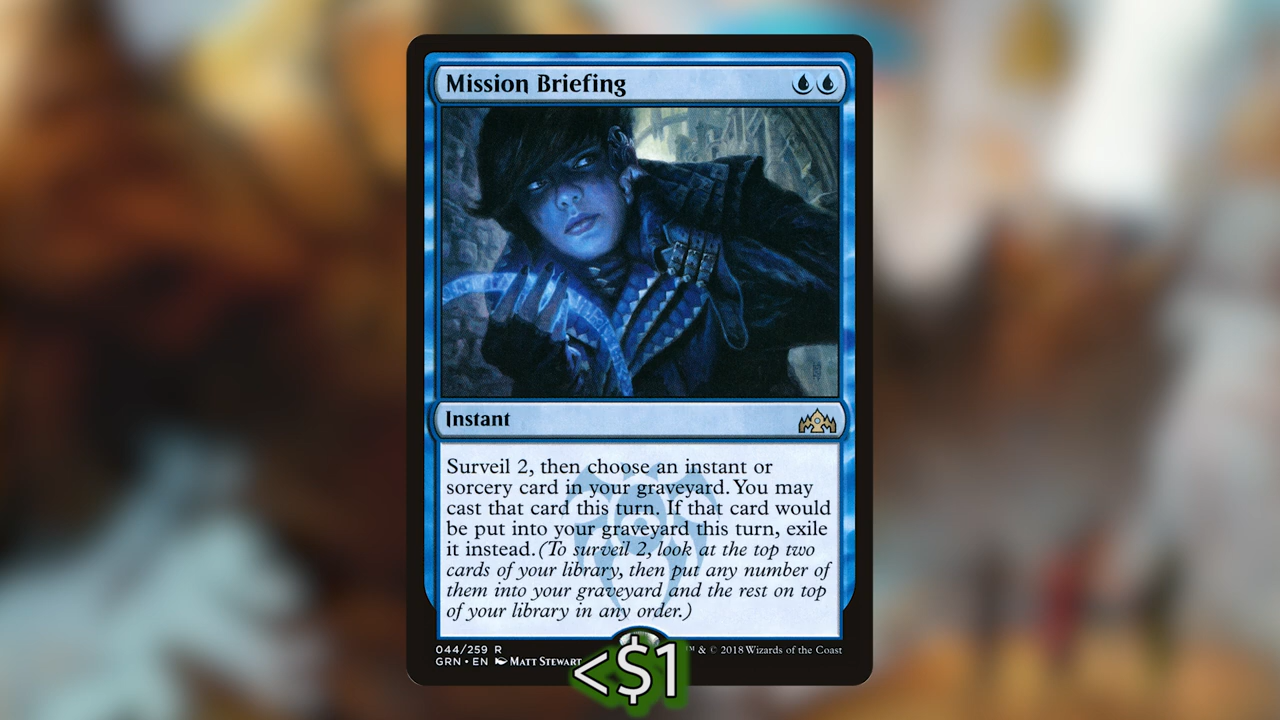 Mission Briefing
Instant
Surveil 2, then choose an instant or
sorcery card in your graveyard. You may
cast that card this turn. If that card would
be put into your graveyard this turn, exile
it instead. (To surveil 2, look at the top two
cards of your library, then put any number of
them into your graveyard and the rest on top
of your library in any order.)
044/259 R
GRN • EN Matt Stewart
™ & © 2018 Wizards of the Coast
<$1